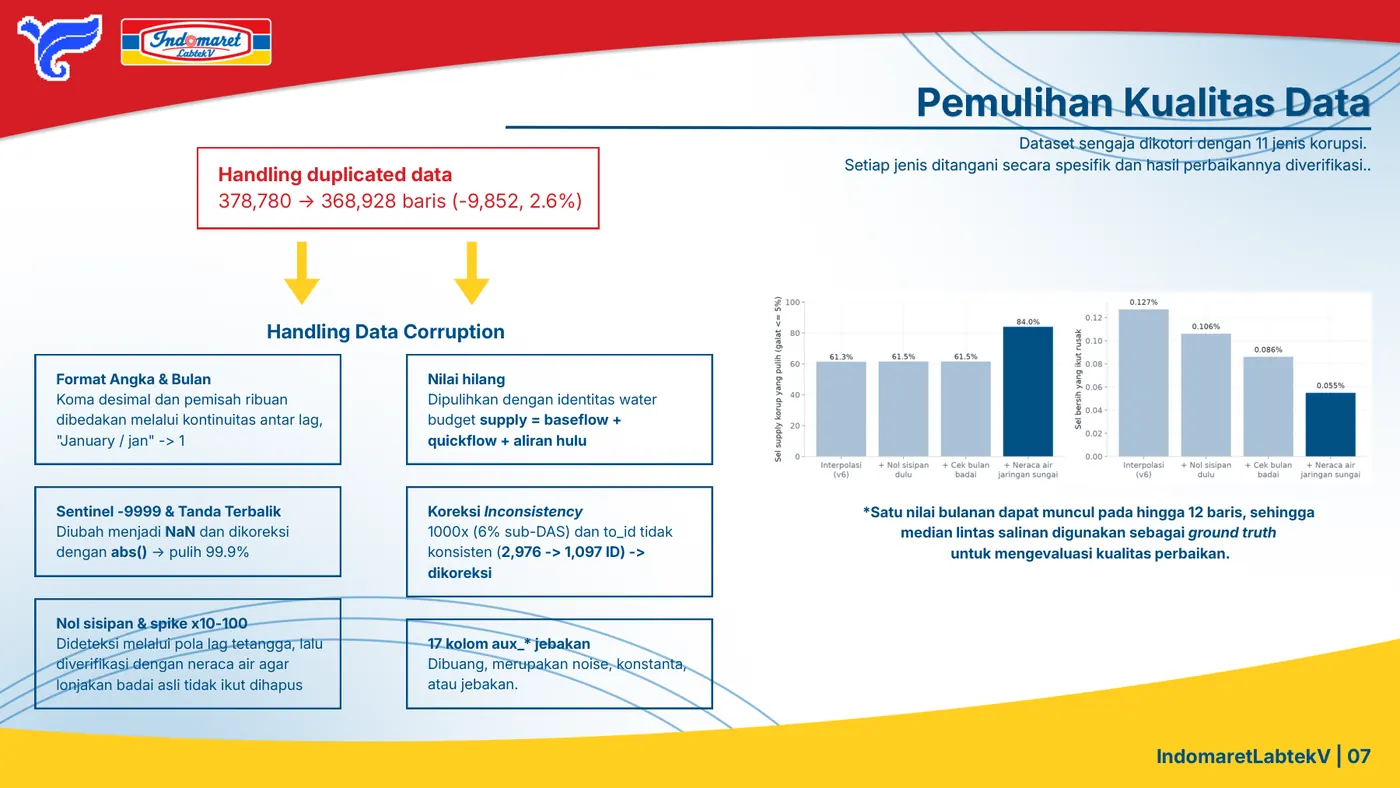 Indomaret
LabtekV
Pemulihan Kualitas Data
Dataset sengaja dikotori dengan 11 jenis korupsi.
Setiap jenis ditangani secara spesifik dan hasil perbaikannya diverifikasi..
Handling duplicated data
378,780 → 368,928 baris (-9,852, 2.6%)
Handling Data Corruption
Format Angka & Bulan
Koma desimal dan pemisah ribuan
dibedakan melalui kontinuitas antar lag,
"January / jan" -> 1
Nilai hilang
Dipulihkan dengan identitas water
budget supply = baseflow +
quickflow + aliran hulu
Sentinel -9999 & Tanda Terbalik
Diubah menjadi NaN dan dikoreksi
dengan abs() → pulih 99.9%
Koreksi Inconsistency
1000x (6% sub-DAS) dan to_id tidak
konsisten (2,976 -> 1,097 ID) ->
dikoreksi
Nol sisipan & spike x10-100
Dideteksi melalui pola lag tetangga, lalu
diverifikasi dengan neraca air agar
lonjakan badai asli tidak ikut dihapus
17 kolom aux_* jebakan
Dibuang, merupakan noise, konstanta,
atau jebakan.
Sel supply korup yang pulih (galat <= 5%)
100
80
60
40
20
0
61.3%
61.5%
61.5%
84.0%
Interpolasi
(v6)
+ Nol sisipan
dulu
+ Cek bulan
badai
+ Neraca air
jaringan sungai
Sel bersih yang ikut rusak
0.12
0.10
0.08
0.06
0.04
0.02
0.00
0.127%
0.106%
0.086%
0.055%
Interpolasi
(v6)
+ Nol sisipan
dulu
+ Cek bulan
badai
+ Neraca air
jaringan sungai
*Satu nilai bulanan dapat muncul pada hingga 12 baris, sehingga
median lintas salinan digunakan sebagai ground truth
untuk mengevaluasi kualitas perbaikan.
IndomaretLabtekV | 07